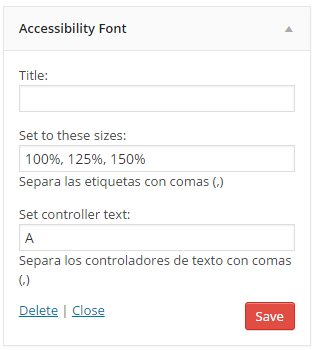 Accessibility Font
Title:
Set to these sizes:
100%, 125%, 150%
Separa las etiquetas con comas (,)
Set controller text:
A
Separa los controladores de texto con comas
(,)
Delete | Close
Save